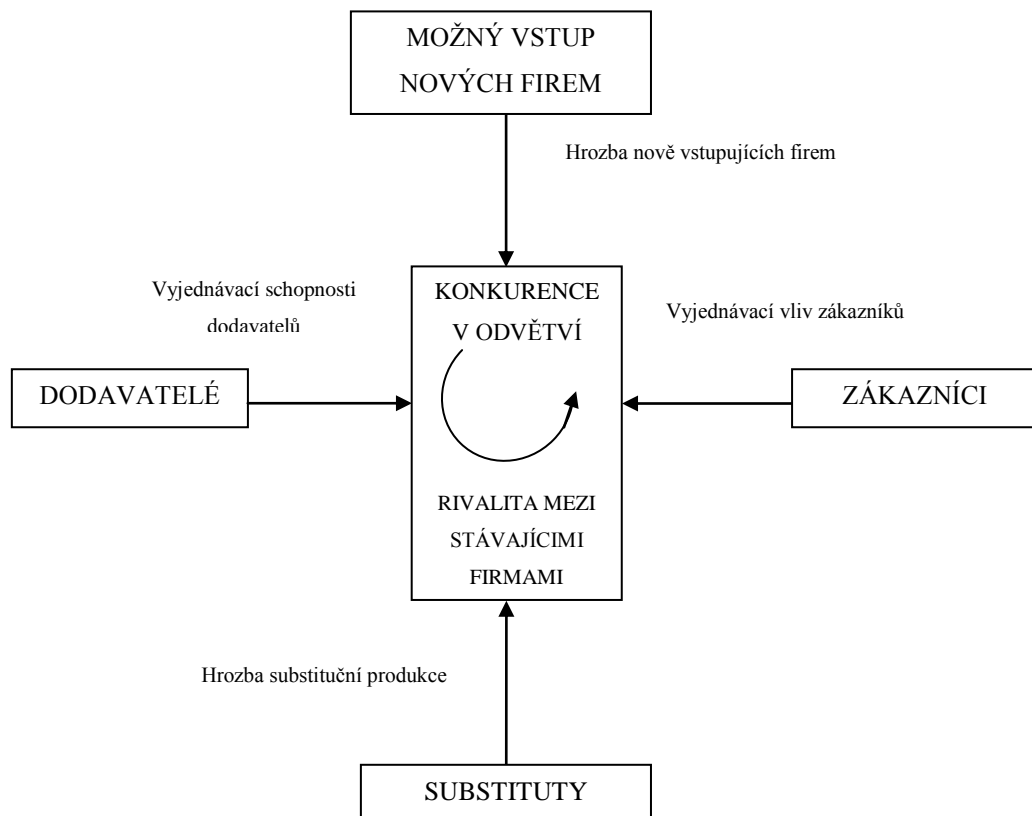 MOŽNÝ VSTUP
NOVÝCH FIREM
Hrozba nově vstupujících firem
Vyjednávací schopnosti
dodavatelů
KONKURENCE
V ODVĚTVÍ
Vyjednávací vliv zákazníků
DODAVATELÉ
ZÁKAZNÍCI
RIVALITA MEZI
STÁVAJÍCIMI
FIRMAMI
Hrozba substituční produkce
SUBSTITUTY